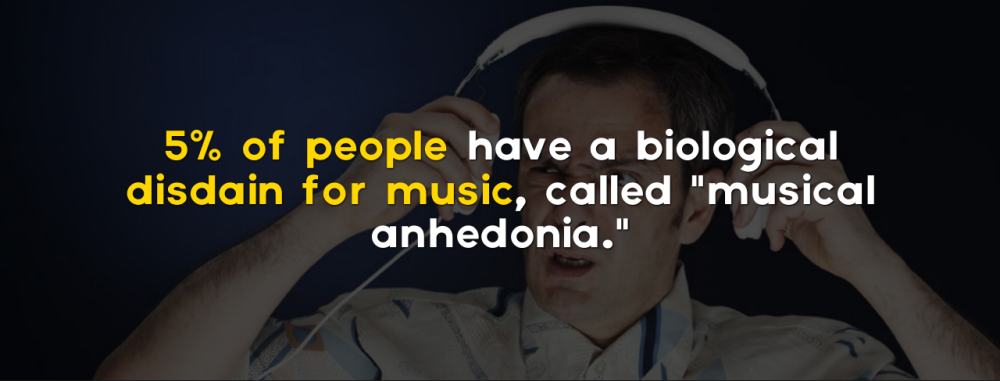 5% of people have a biological
disdain for music, called "musical
anhedonia."